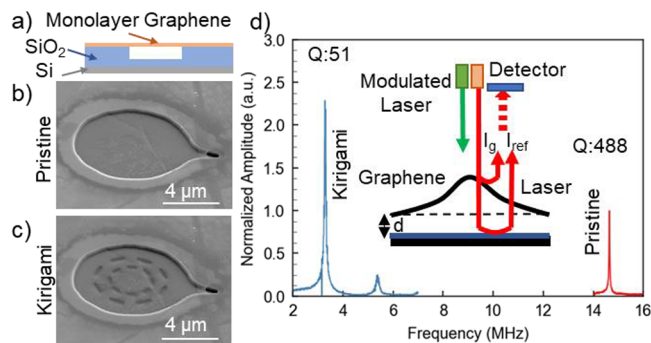 a)
Monolayer Graphene
SiO₂
Si
b)
Pristine
4 µm
c)
Kirigami
4 µm
d)
Normalized Amplitude (a.u.)
3.0
2.5
2.0
1.5
1.0
0.5
0.0
Q:51
Kirigami
Modulated
Laser
Detector
I_g
I_ref
Q:488
Graphene
Laser
d
Pristine
2 4 6 8 10 12 14 16
Frequency (MHz)